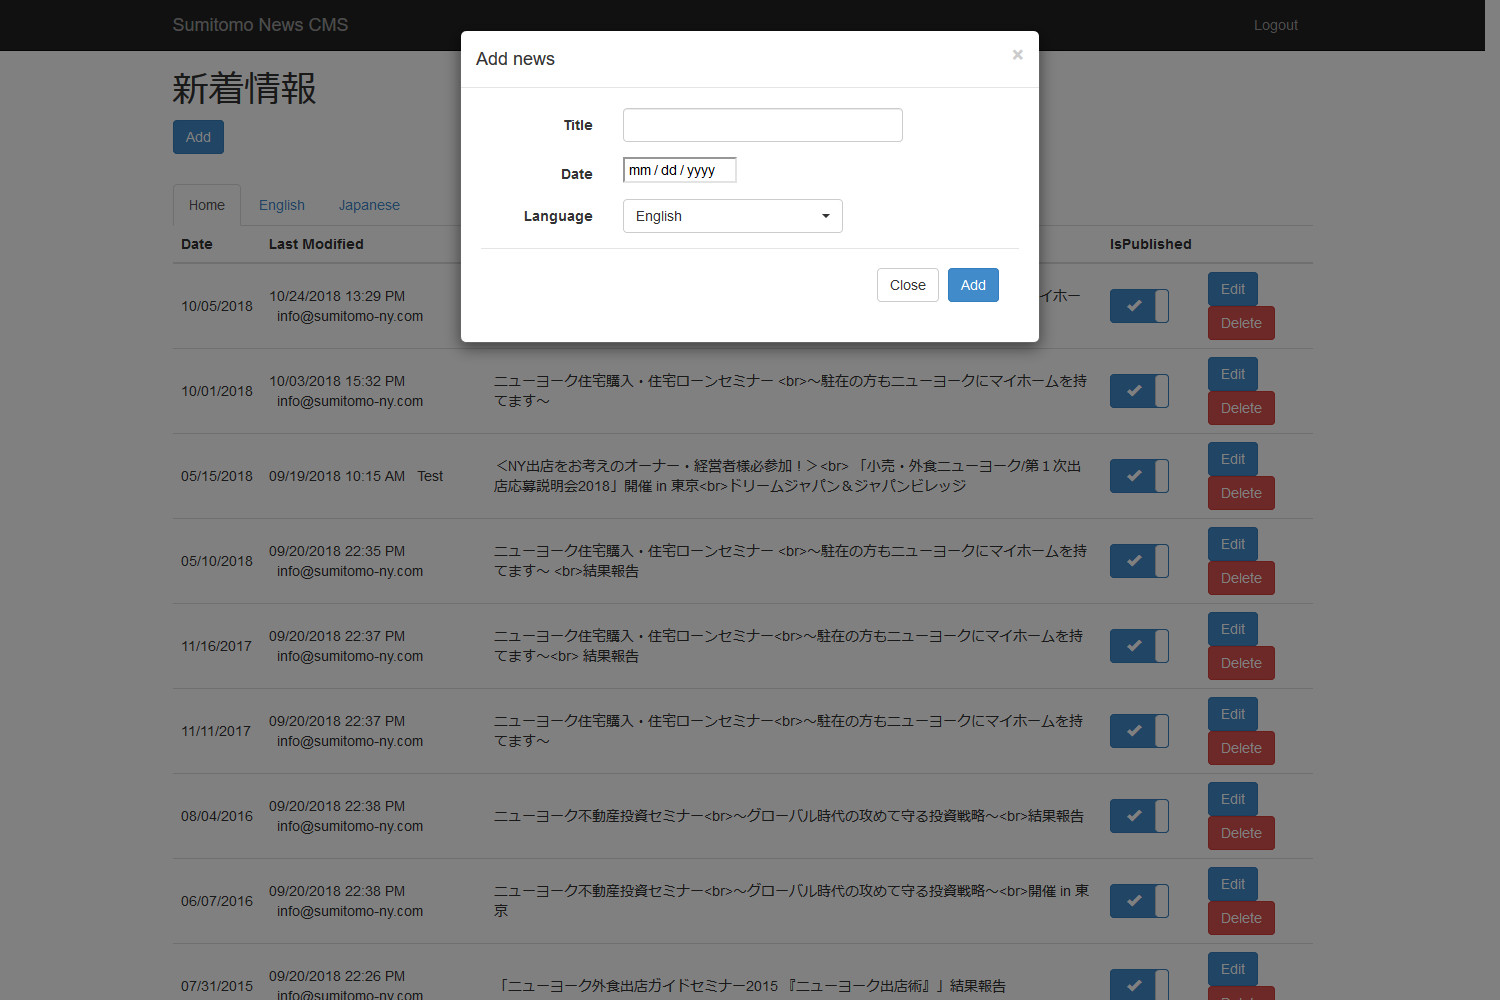 Sumitomo News CMS
Logout
Add news
×
新着情報
Add
Title
Date
mm / dd / yyyy
Language
English
Close
Add
Home
English
Japanese
Date
Last Modified
IsPublished
10/05/2018
10/24/2018 13:29 PM
info@sumitomo-ny.com
イホー
Edit
Delete
10/01/2018
10/03/2018 15:32 PM
info@sumitomo-ny.com
ニューヨーク住宅購入・住宅ローンセミナー <br>～駐在の方もニューヨークにマイホームを持
てます～
Edit
Delete
05/15/2018
09/19/2018 10:15 AM Test
＜NY出店をお考えのオーナー・経営者様必参加！＞<br> 「小売・外食ニューヨーク/第１次出
店応募説明会2018」開催 in 東京<br>ドリームジャパン＆ジャパンビレッジ
Edit
Delete
05/10/2018
09/20/2018 22:35 PM
info@sumitomo-ny.com
ニューヨーク住宅購入・住宅ローンセミナー <br>～駐在の方もニューヨークにマイホームを持
てます～ <br>結果報告
Edit
Delete
11/16/2017
09/20/2018 22:37 PM
info@sumitomo-ny.com
ニューヨーク住宅購入・住宅ローンセミナー<br>～駐在の方もニューヨークにマイホームを持
てます～<br> 結果報告
Edit
Delete
11/11/2017
09/20/2018 22:37 PM
info@sumitomo-ny.com
ニューヨーク住宅購入・住宅ローンセミナー<br>～駐在の方もニューヨークにマイホームを持
てます～
Edit
Delete
08/04/2016
09/20/2018 22:38 PM
info@sumitomo-ny.com
ニューヨーク不動産投資セミナー<br>～グローバル時代の攻めて守る投資戦略～<br>結果報告
Edit
Delete
06/07/2016
09/20/2018 22:38 PM
info@sumitomo-ny.com
ニューヨーク不動産投資セミナー<br>～グローバル時代の攻めて守る投資戦略～<br>開催 in 東
京
Edit
Delete
07/31/2015
09/20/2018 22:26 PM
info@sumitomo-ny.com
「ニューヨーク外食出店ガイドセミナー2015 『ニューヨーク出店術』」結果報告
Edit
Delete